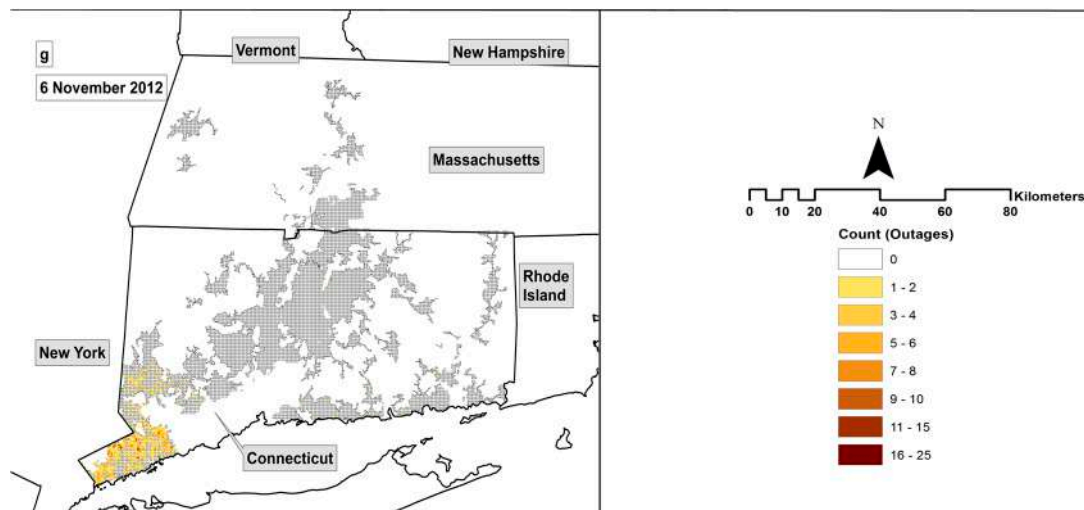 g
6 November 2012
Vermont
New Hampshire
Massachusetts
Rhode
Island
New York
Connecticut
N
Kilometers
0 10 20 40 60 80
Count (Outages)
0
1 - 2
3 - 4
5 - 6
7 - 8
9 - 10
11 - 15
16 - 25